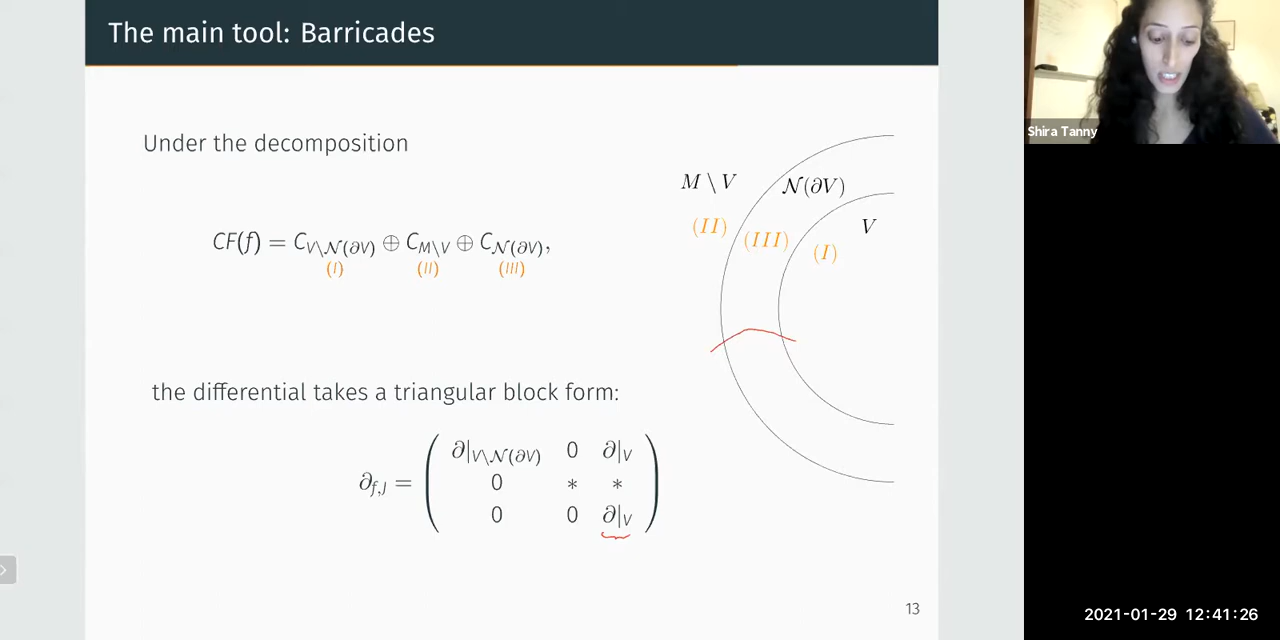 The main tool: Barricades
Under the decomposition
CF(f) = C_{V\𝒩(∂V)} ⊕ C_{M\V} ⊕ C_{𝒩(∂V)},
(I) (II) (III)
M \ V 𝒩(∂V)
V
(II) (III) (I)
the differential takes a triangular block form:
∂_{f,J} = ( ∂|_{V\𝒩(∂V)} 0 ∂|_V
0 * *
0 0 ∂|_V )
13
Shira Tanny
2021-01-29 12:41:26